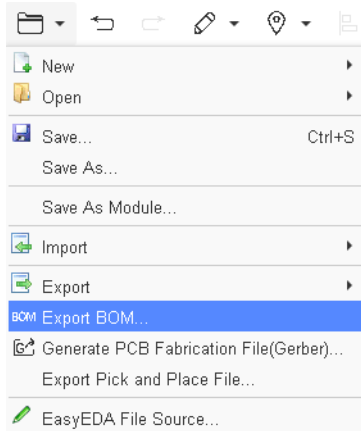 New
Open
Save... Ctrl+S
Save As...
Save As Module...
Import
Export
BOM Export BOM...
Generate PCB Fabrication File(Gerber)...
Export Pick and Place File...
EasyEDA File Source...